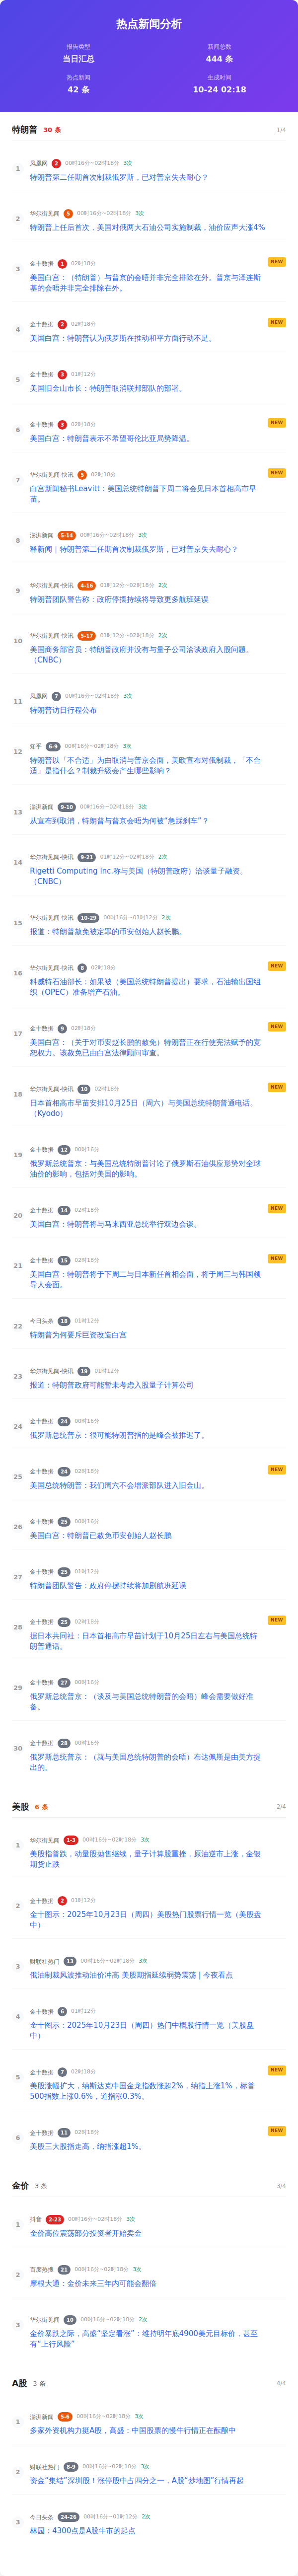 热点新闻分析
报告类型
新闻总数
当日汇总
444 条
热点新闻
生成时间
42 条
10-24 02:18
特朗普 30 条 1/4
1 凤凰网 2 00时16分~02时18分 3次
特朗普第二任期首次制裁俄罗斯，已对普京失去耐心？
2 华尔街见闻 5 00时16分~02时18分 3次
特朗普上任后首次，美国对俄两大石油公司实施制裁，油价应声大涨4%
3 金十数据 1 02时18分 NEW
美国白宫：（特朗普）与普京的会晤并非完全排除在外。普京与泽连斯
基的会晤并非完全排除在外。
4 金十数据 2 02时18分 NEW
美国白宫：特朗普认为俄罗斯在推动和平方面行动不足。
5 金十数据 3 01时12分
美国旧金山市长：特朗普取消联邦部队的部署。
6 金十数据 3 02时18分 NEW
美国白宫：特朗普表示不希望哥伦比亚局势降温。
7 华尔街见闻-快讯 5 02时18分 NEW
白宫新闻秘书Leavitt：美国总统特朗普下周二将会见日本首相高市早
苗。
8 澎湃新闻 5-14 00时16分~02时18分 3次
释新闻｜特朗普第二任期首次制裁俄罗斯，已对普京失去耐心？
9 华尔街见闻-快讯 4-16 01时12分~02时18分 2次
特朗普团队警告称：政府停摆持续将导致更多航班延误
10 华尔街见闻-快讯 5-17 01时12分~02时18分 2次
美国商务部官员：特朗普政府并没有与量子公司洽谈政府入股问题。
（CNBC）
11 凤凰网 7 00时16分~02时18分 3次
特朗普访日行程公布
12 知乎 6-9 00时16分~02时18分 3次
特朗普以「不合适」为由取消与普京会面，美欧宣布对俄制裁，「不合
适」是指什么？制裁升级会产生哪些影响？
13 澎湃新闻 9-10 00时16分~02时18分 3次
从宣布到取消，特朗普与普京会晤为何被“急踩刹车”？
14 华尔街见闻-快讯 9-21 01时12分~02时18分 2次
Rigetti Computing Inc.称与美国（特朗普政府）洽谈量子融资。
（CNBC）
15 华尔街见闻-快讯 10-29 00时16分~01时12分 2次
报道：特朗普赦免被定罪的币安创始人赵长鹏。
16 华尔街见闻-快讯 8 02时18分 NEW
科威特石油部长：如果被（美国总统特朗普提出）要求，石油输出国组
织（OPEC）准备增产石油。
17 金十数据 9 02时18分 NEW
美国白宫：（关于对币安赵长鹏的赦免）特朗普正在行使宪法赋予的宽
恕权力。该赦免已由白宫法律顾问审查。
18 华尔街见闻-快讯 10 02时18分 NEW
日本首相高市早苗安排10月25日（周六）与美国总统特朗普通电话。
（Kyodo）
19 金十数据 12 00时16分
俄罗斯总统普京：与美国总统特朗普讨论了俄罗斯石油供应形势对全球
油价的影响，包括对美国的影响。
20 金十数据 14 02时18分 NEW
美国白宫：特朗普将与马来西亚总统举行双边会谈。
21 金十数据 15 02时18分 NEW
美国白宫：特朗普将于下周二与日本新任首相会面，将于周三与韩国领
导人会面。
22 今日头条 18 01时12分
特朗普为何要斥巨资改造白宫
23 华尔街见闻-快讯 19 01时12分
报道：特朗普政府可能暂未考虑入股量子计算公司
24 金十数据 24 00时16分
俄罗斯总统普京：很可能特朗普指的是峰会被推迟了。
25 金十数据 24 02时18分 NEW
美国总统特朗普：我们周六不会增派部队进入旧金山。
26 金十数据 25 00时16分
美国白宫：特朗普已赦免币安创始人赵长鹏
27 金十数据 25 01时12分
特朗普团队警告：政府停摆持续将加剧航班延误
28 金十数据 25 02时18分 NEW
据日本共同社：日本首相高市早苗计划于10月25日左右与美国总统特
朗普通话。
29 金十数据 27 00时16分
俄罗斯总统普京：（谈及与美国总统特朗普的会晤）峰会需要做好准
备。
30 金十数据 28 00时16分
俄罗斯总统普京：（就与美国总统特朗普的会晤）布达佩斯是由美方提
出的。
美股 6 条 2/4
1 华尔街见闻 1-3 00时16分~02时18分 3次
美股指普跌，动量股抛售继续，量子计算股重挫，原油逆市上涨，金银
期货止跌
2 金十数据 2 01时12分
金十图示：2025年10月23日（周四）美股热门股票行情一览（美股盘
中）
3 财联社热门 13 00时16分~02时18分 3次
俄油制裁风波推动油价冲高 美股期指延续弱势震荡 | 今夜看点
4 金十数据 6 01时12分
金十图示：2025年10月23日（周四）热门中概股行情一览（美股盘
中）
5 金十数据 7 02时18分 NEW
美股涨幅扩大，纳斯达克中国金龙指数涨超2%，纳指上涨1%，标普
500指数上涨0.6%，道指涨0.3%。
6 金十数据 11 02时18分 NEW
美股三大股指走高，纳指涨超1%。
金价 3 条 3/4
1 抖音 2-23 00时16分~02时18分 3次
金价高位震荡部分投资者开始卖金
2 百度热搜 21 00时16分~02时18分 3次
摩根大通：金价未来三年内可能会翻倍
3 华尔街见闻 10 00时16分~02时18分 2次
金价暴跌之际，高盛“坚定看涨”：维持明年底4900美元目标价，甚至
有“上行风险”
A股 3 条 4/4
1 澎湃新闻 5-6 00时16分~02时18分 3次
多家外资机构力挺A股，高盛：中国股票的慢牛行情正在酝酿中
2 财联社热门 8-9 00时16分~02时18分 3次
资金“集结”深圳股！涨停股中占四分之一，A股“炒地图”行情再起
3 今日头条 24-26 00时16分~01时12分 2次
林园：4300点是A股牛市的起点